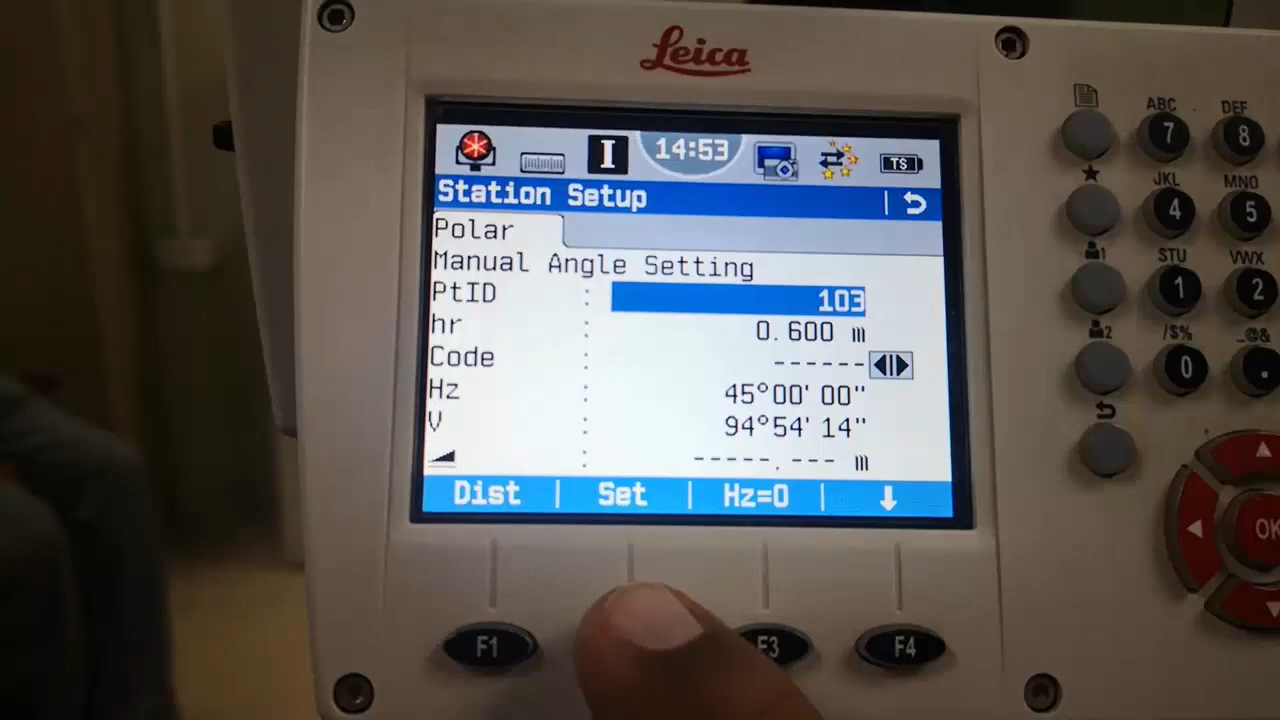 Leica
I 14:53 TS
Station Setup
Polar
Manual Angle Setting
PtID : 103
hr : 0.600 m
Code : ------
Hz : 45°00'00"
V : 94°54'14"
: -----.--- m
Dist | Set | Hz=0 | ↓
F1 F3 F4
ABC DEF
7 8
JKL MNO
4 5
1 STU VWX
1 2
2 /$% _@&
0 .
OK